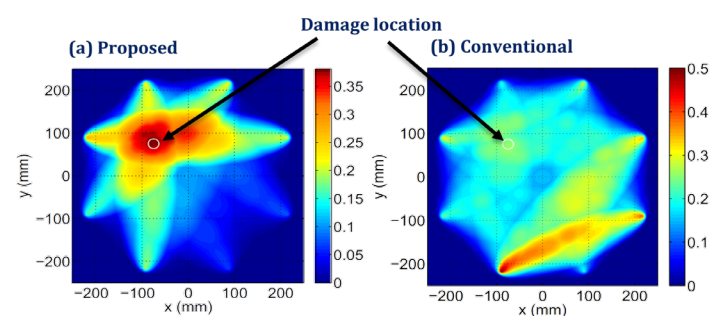 Damage location
(a) Proposed
(b) Conventional
200
100
0
−100
−200
y (mm)
−200 −100 0 100 200
x (mm)
0.35
0.3
0.25
0.2
0.15
0.1
0.05
0
200
100
0
−100
−200
y (mm)
−200 −100 0 100 200
x (mm)
0.5
0.4
0.3
0.2
0.1
0